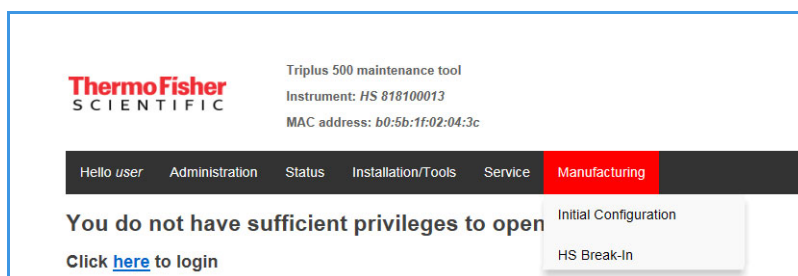 ThermoFisher
SCIENTIFIC
Triplus 500 maintenance tool
Instrument: HS 818100013
MAC address: b0:5b:1f:02:04:3c
Hello user Administration Status Installation/Tools Service Manufacturing
Initial Configuration
HS Break-In
You do not have sufficient privileges to open
Click here to login